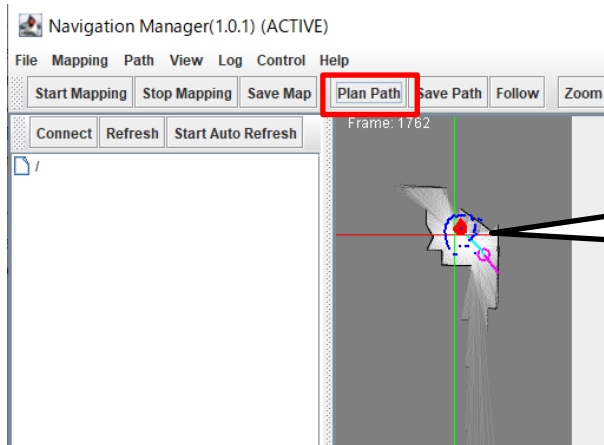 Navigation Manager(1.0.1) (ACTIVE)
File Mapping Path View Log Control Help
Start Mapping Stop Mapping Save Map Plan Path Save Path Follow Zoom
Connect Refresh Start Auto Refresh
Frame: 1762
/